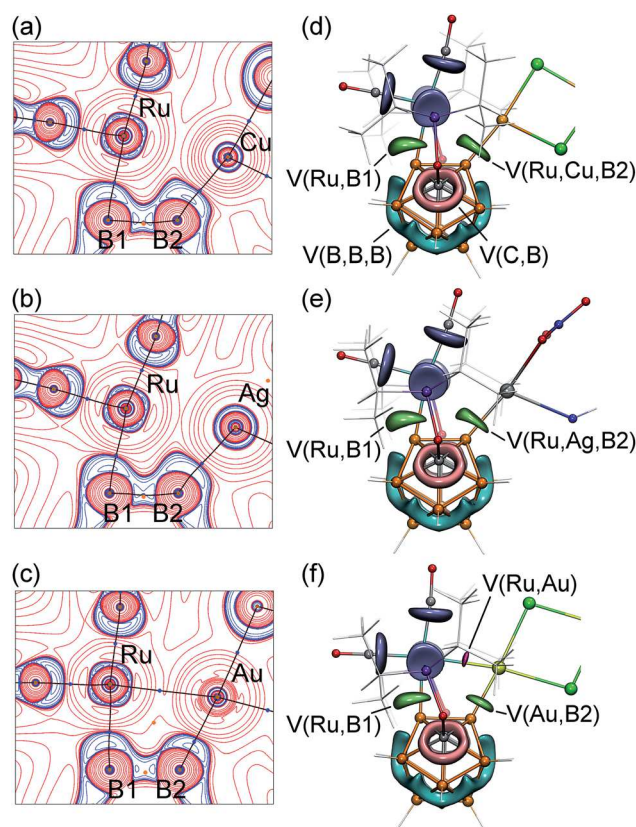 (a)
Ru
Cu
B1 B2
(d)
V(Ru,B1)
V(Ru,Cu,B2)
V(B,B,B)
V(C,B)
(b)
Ru
Ag
B1 B2
(e)
V(Ru,B1)
V(Ru,Ag,B2)
(c)
Ru
Au
B1 B2
(f)
V(Ru,Au)
V(Ru,B1)
V(Au,B2)